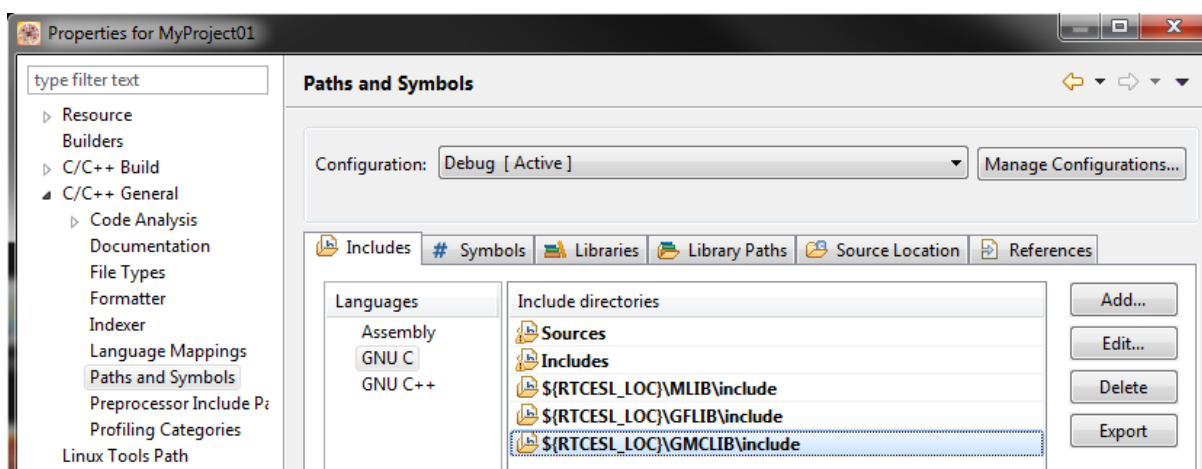 Properties for MyProject01
type filter text
Resource
Builders
C/C++ Build
C/C++ General
Code Analysis
Documentation
File Types
Formatter
Indexer
Language Mappings
Paths and Symbols
Preprocessor Include Pa
Profiling Categories
Linux Tools Path
Paths and Symbols
Configuration: Debug [ Active ] Manage Configurations...
Includes # Symbols Libraries Library Paths Source Location References
Languages
Assembly
GNU C
GNU C++
Include directories
Sources
Includes
${RTCESL_LOC}\MLIB\include
${RTCESL_LOC}\GFLIB\include
${RTCESL_LOC}\GMCLIB\include
Add...
Edit...
Delete
Export